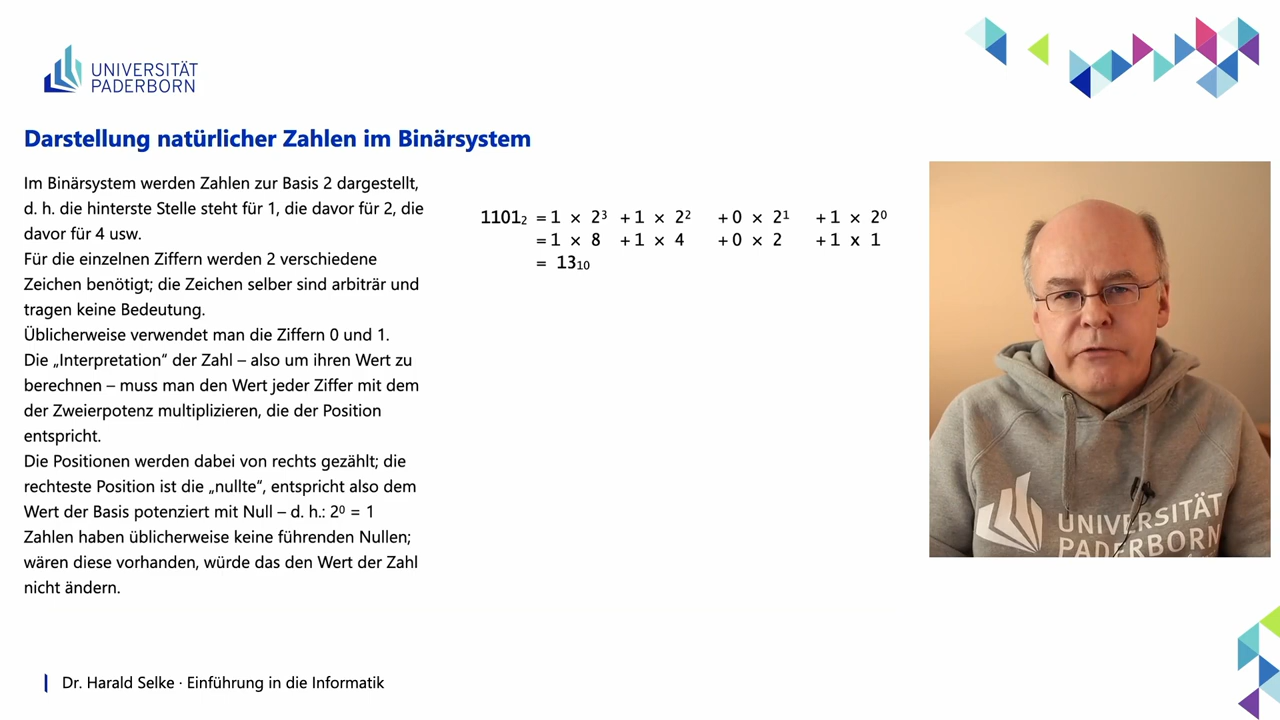 UNIVERSITÄT
PADERBORN
Darstellung natürlicher Zahlen im Binärsystem
Im Binärsystem werden Zahlen zur Basis 2 dargestellt,
d. h. die hinterste Stelle steht für 1, die davor für 2, die
davor für 4 usw.
Für die einzelnen Ziffern werden 2 verschiedene
Zeichen benötigt; die Zeichen selber sind arbiträr und
tragen keine Bedeutung.
Üblicherweise verwendet man die Ziffern 0 und 1.
Die „Interpretation“ der Zahl – also um ihren Wert zu
berechnen – muss man den Wert jeder Ziffer mit dem
der Zweierpotenz multiplizieren, die der Position
entspricht.
Die Positionen werden dabei von rechts gezählt; die
rechteste Position ist die „nullte“, entspricht also dem
Wert der Basis potenziert mit Null – d. h.: 2⁰ = 1
Zahlen haben üblicherweise keine führenden Nullen;
wären diese vorhanden, würde das den Wert der Zahl
nicht ändern.
1101₂ = 1 × 2³ + 1 × 2² + 0 × 2¹ + 1 × 2⁰
= 1 × 8 + 1 × 4 + 0 × 2 + 1 x 1
= 13₁₀
UNIVERSITÄT
PADERBORN
Dr. Harald Selke · Einführung in die Informatik